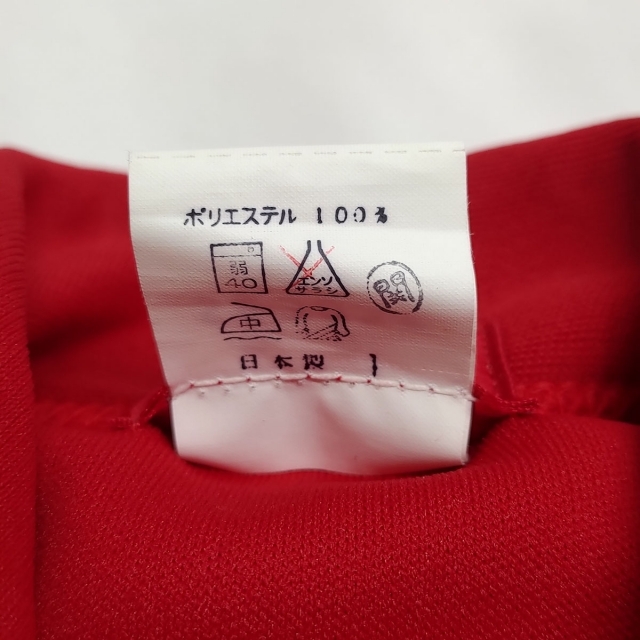 ポリエステル 100%
弱
40
エンソ
サラシ
中
日本製 1